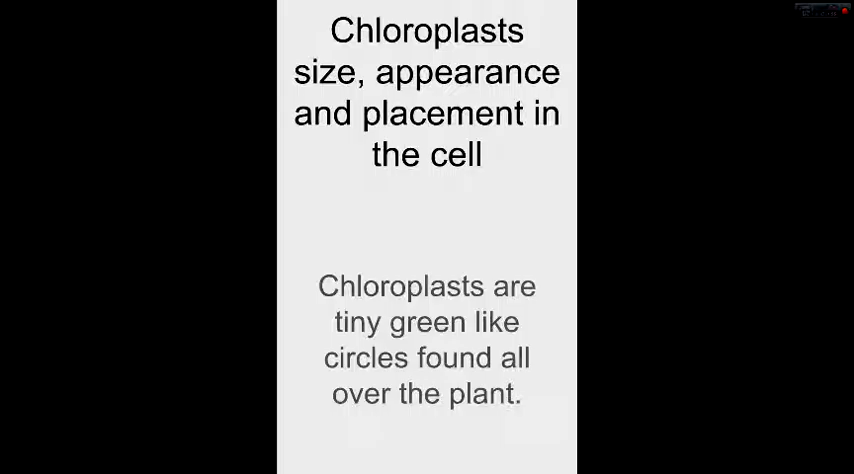 Chloroplasts
size, appearance
and placement in
the cell
Chloroplasts are
tiny green like
circles found all
over the plant.